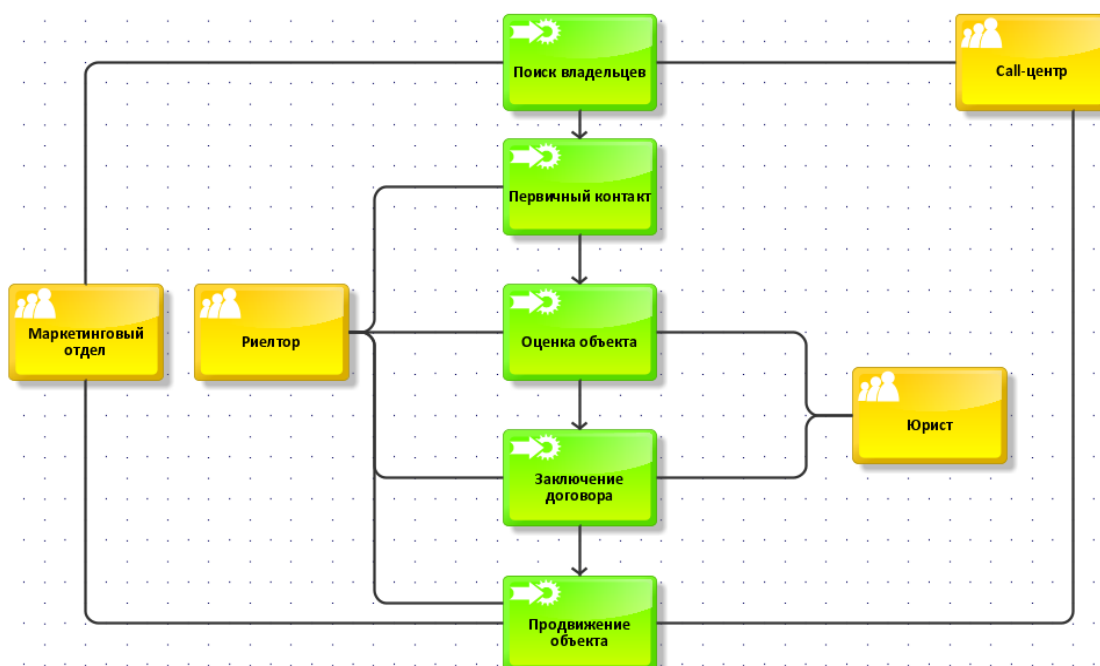 Поиск владельцев
Call-центр
Первичный контакт
Маркетинговый
отдел
Риелтор
Оценка объекта
Юрист
Заключение
договора
Продвижение
объекта